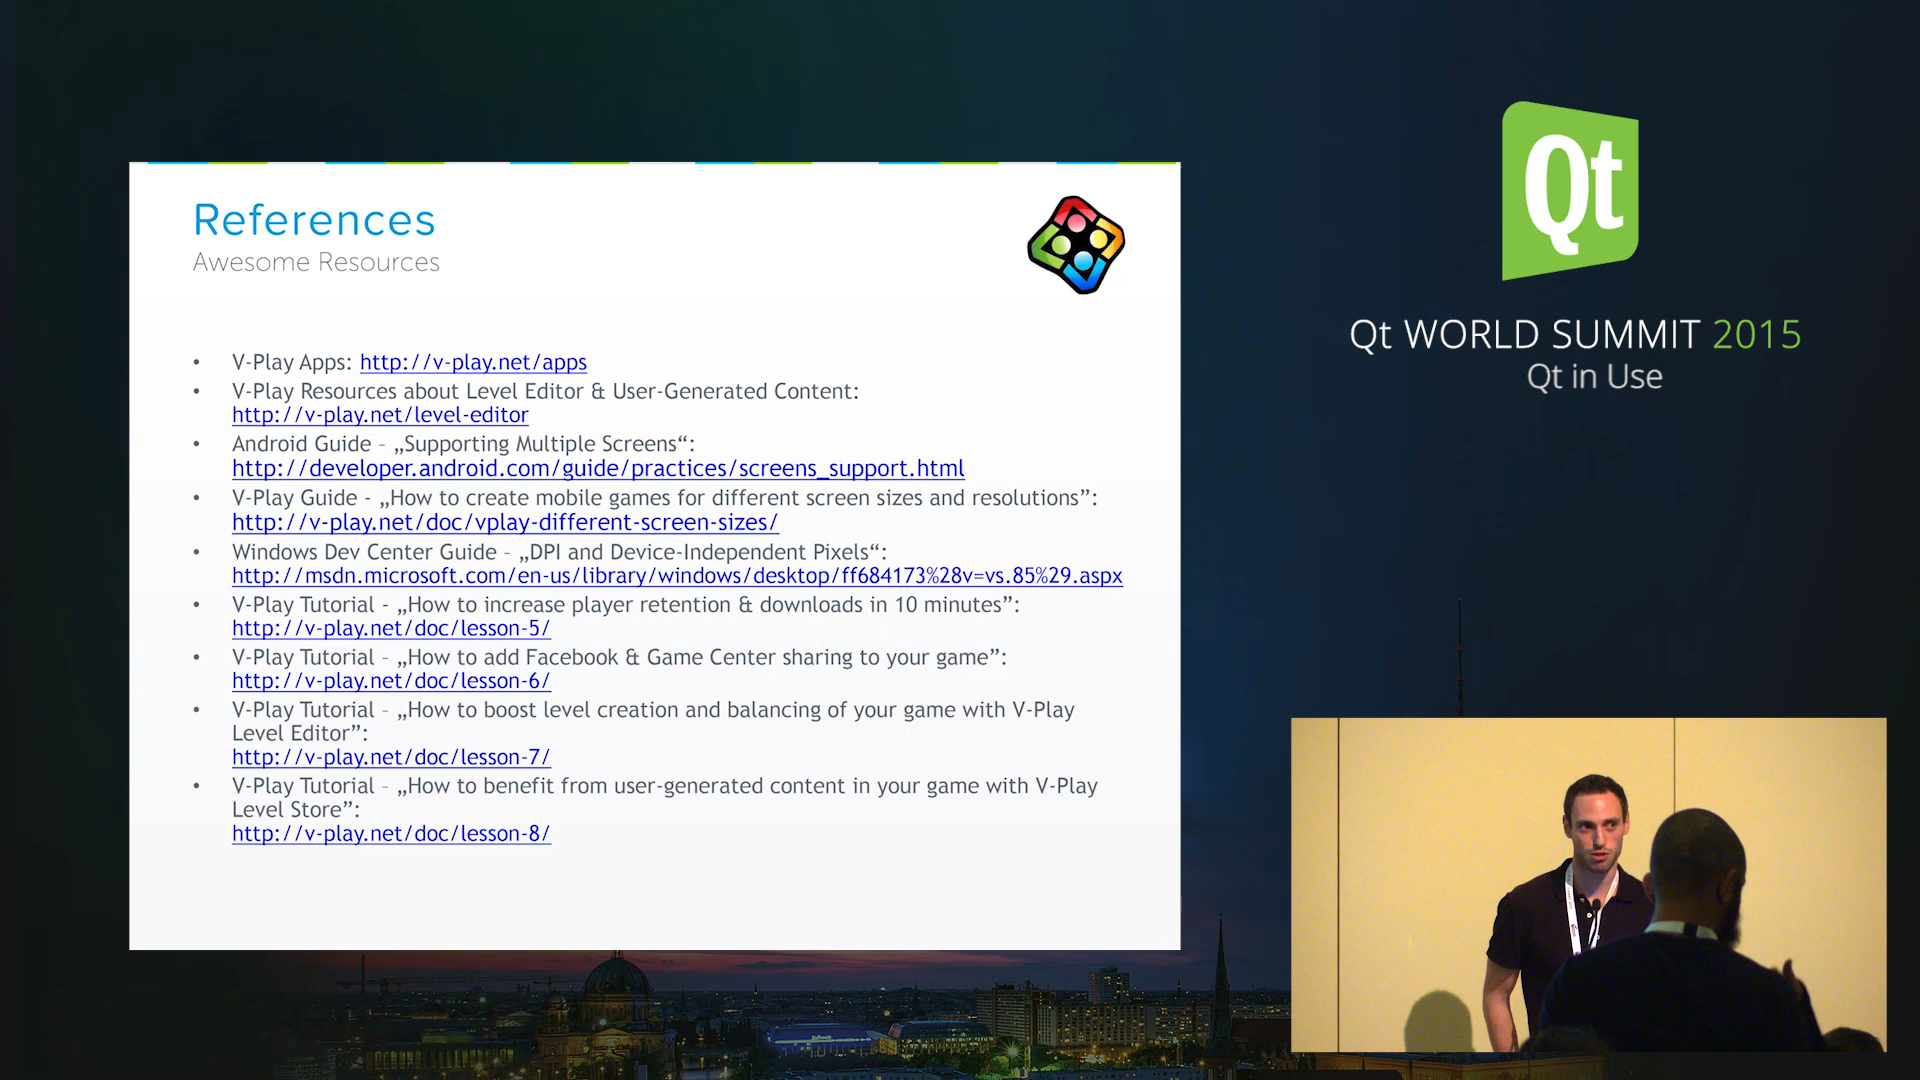 References
Awesome Resources
• V-Play Apps: http://v-play.net/apps
• V-Play Resources about Level Editor & User-Generated Content:
http://v-play.net/level-editor
• Android Guide – „Supporting Multiple Screens“:
http://developer.android.com/guide/practices/screens_support.html
• V-Play Guide - „How to create mobile games for different screen sizes and resolutions”:
http://v-play.net/doc/vplay-different-screen-sizes/
• Windows Dev Center Guide – „DPI and Device-Independent Pixels“:
http://msdn.microsoft.com/en-us/library/windows/desktop/ff684173%28v=vs.85%29.aspx
• V-Play Tutorial - „How to increase player retention & downloads in 10 minutes”:
http://v-play.net/doc/lesson-5/
• V-Play Tutorial – „How to add Facebook & Game Center sharing to your game”:
http://v-play.net/doc/lesson-6/
• V-Play Tutorial – „How to boost level creation and balancing of your game with V-Play
Level Editor”:
http://v-play.net/doc/lesson-7/
• V-Play Tutorial – „How to benefit from user-generated content in your game with V-Play
Level Store”:
http://v-play.net/doc/lesson-8/
Qt
Qt WORLD SUMMIT 2015
Qt in Use